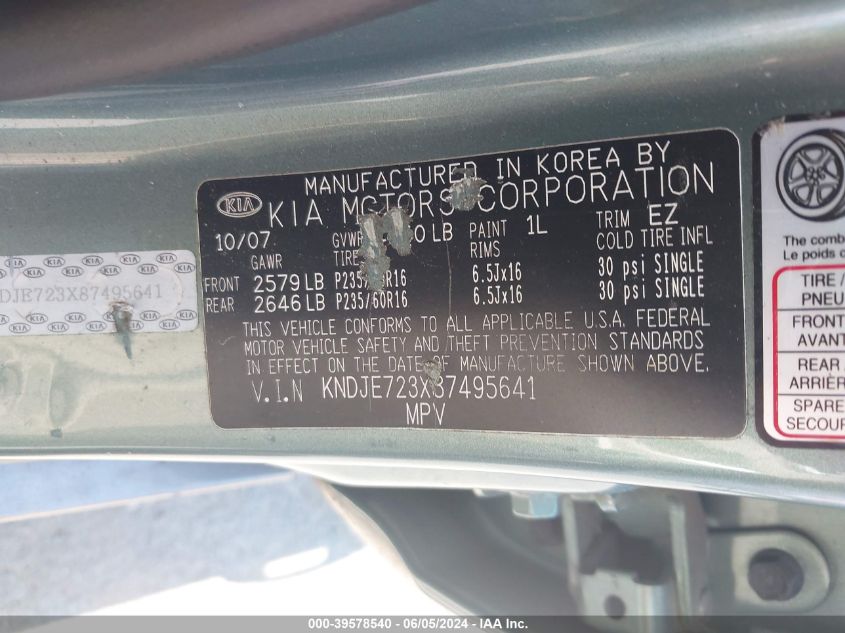 MANUFACTURED IN KOREA BY
KIA KIA MOTORS CORPORATION
10/07 GVWR LB PAINT 1L TRIM EZ
GAWR TIRE RIMS COLD TIRE INFL
FRONT 2579 LB 6.5Jx16 30 psi SINGLE
REAR 2646 LB P235/60R16 6.5Jx16 30 psi SINGLE
THIS VEHICLE CONFORMS TO ALL APPLICABLE U.S.A. FEDERAL
MOTOR VEHICLE SAFETY AND THEFT PREVENTION STANDARDS
IN EFFECT ON THE DATE OF MANUFACTURE SHOWN ABOVE.
V.I.N KNDJE723X87495641
MPV
DJE723X87495641
The comb
TIRE /
PNEU
FRONT
AVANT
REAR /
ARRIÈR
SPARE
SECOUR
000-39578540 - 06/05/2024 - IAA Inc.